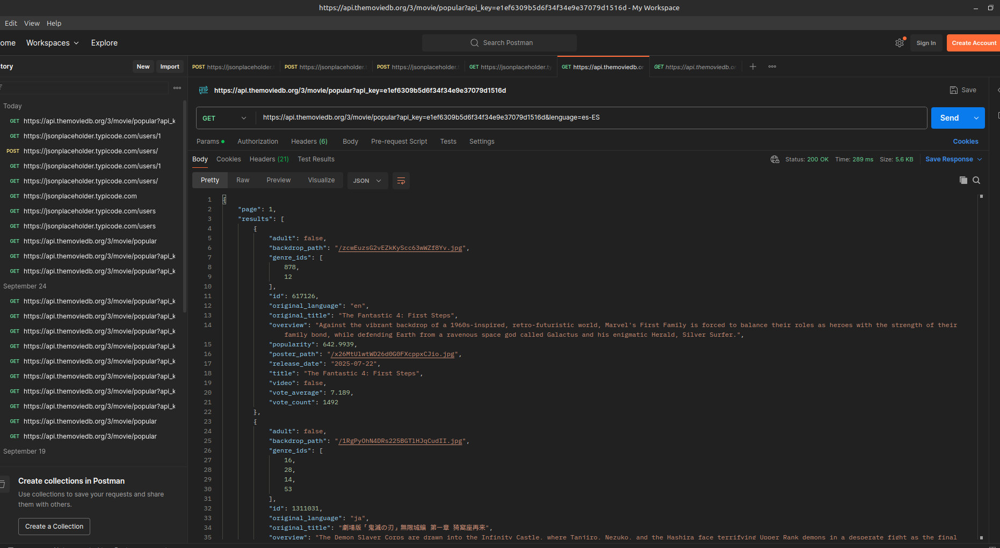 https://api.themoviedb.org/3/movie/popular?api_key=e1ef6309b5d6f34f34e9e37079d1516d - My Workspace
Edit View Help
ome Workspaces Explore
Search Postman
Sign In
Create Account
tory
New
Import
POST https://jsonplaceholder.
POST https://jsonplaceholder.
POST https://jsonplaceholder.
GET https://jsonplaceholder.ty
GET https://api.themoviedb.or
GET https://api.themoviedb.or
HTTP https://api.themoviedb.org/3/movie/popular?api_key=e1ef6309b5d6f34f34e9e37079d1516d
Save
GET https://api.themoviedb.org/3/movie/popular?api_key=e1ef6309b5d6f34f34e9e37079d1516d&lenguage=es-ES
Send
Params Authorization Headers (6) Body Pre-request Script Tests Settings
Cookies
Body Cookies Headers (21) Test Results
Status: 200 OK Time: 289 ms Size: 5.6 KB
Save Response
Pretty Raw Preview Visualize JSON
Today
GET https://api.themoviedb.org/3/movie/popular?api_k
GET https://jsonplaceholder.typicode.com/users/1
POST https://jsonplaceholder.typicode.com/users/
GET https://jsonplaceholder.typicode.com/users/1
GET https://jsonplaceholder.typicode.com/users/
GET https://jsonplaceholder.typicode.com
GET https://jsonplaceholder.typicode.com/users
GET https://jsonplaceholder.typicode.com/users
GET https://api.themoviedb.org/3/movie/popular
GET https://api.themoviedb.org/3/movie/popular?api_k
GET https://api.themoviedb.org/3/movie/popular?api_k
September 24
GET https://api.themoviedb.org/3/movie/popular?api_k
GET https://api.themoviedb.org/3/movie/popular?api_k
GET https://api.themoviedb.org/3/movie/popular?api_k
GET https://api.themoviedb.org/3/movie/popular?api_k
GET https://api.themoviedb.org/3/movie/popular?api_k
GET https://api.themoviedb.org/3/movie/popular?api_k
GET https://api.themoviedb.org/3/movie/popular?api_k
GET https://api.themoviedb.org/3/movie/popular?api_k
GET https://api.themoviedb.org/3/movie/popular
GET https://api.themoviedb.org/3/movie/popular
September 19
Create collections in Postman
Use collections to save your requests and share
them with others.
Create a Collection
1 {
2 "page": 1,
3 "results": [
4 {
5 "adult": false,
6 "backdrop_path": "/zcwEuzsG2vEZkKyScc63wWZf8Yv.jpg",
7 "genre_ids": [
8 878,
9 12
10 ],
11 "id": 617126,
12 "original_language": "en",
13 "original_title": "The Fantastic 4: First Steps",
14 "overview": "Against the vibrant backdrop of a 1960s-inspired, retro-futuristic world, Marvel's First Family is forced to balance their roles as heroes with the strength of their
family bond, while defending Earth from a ravenous space god called Galactus and his enigmatic Herald, Silver Surfer.",
15 "popularity": 642.9939,
16 "poster_path": "/x26MtUlwtWD26d0G0FXcppxCJio.jpg",
17 "release_date": "2025-07-22",
18 "title": "The Fantastic 4: First Steps",
19 "video": false,
20 "vote_average": 7.189,
21 "vote_count": 1492
22 },
23 {
24 "adult": false,
25 "backdrop_path": "/1RgPyOhN4DRs225BGTlHJqCudII.jpg",
26 "genre_ids": [
27 16,
28 28,
29 14,
30 53
31 ],
32 "id": 1311031,
33 "original_language": "ja",
34 "original_title": "劇場版「鬼滅の刃」無限城編 第一章 猗窩座再来",
35 "overview": "The Demon Slayer Corps are drawn into the Infinity Castle, where Tanjiro, Nezuko, and the Hashira face terrifying Upper Rank demons in a desperate fight as the final